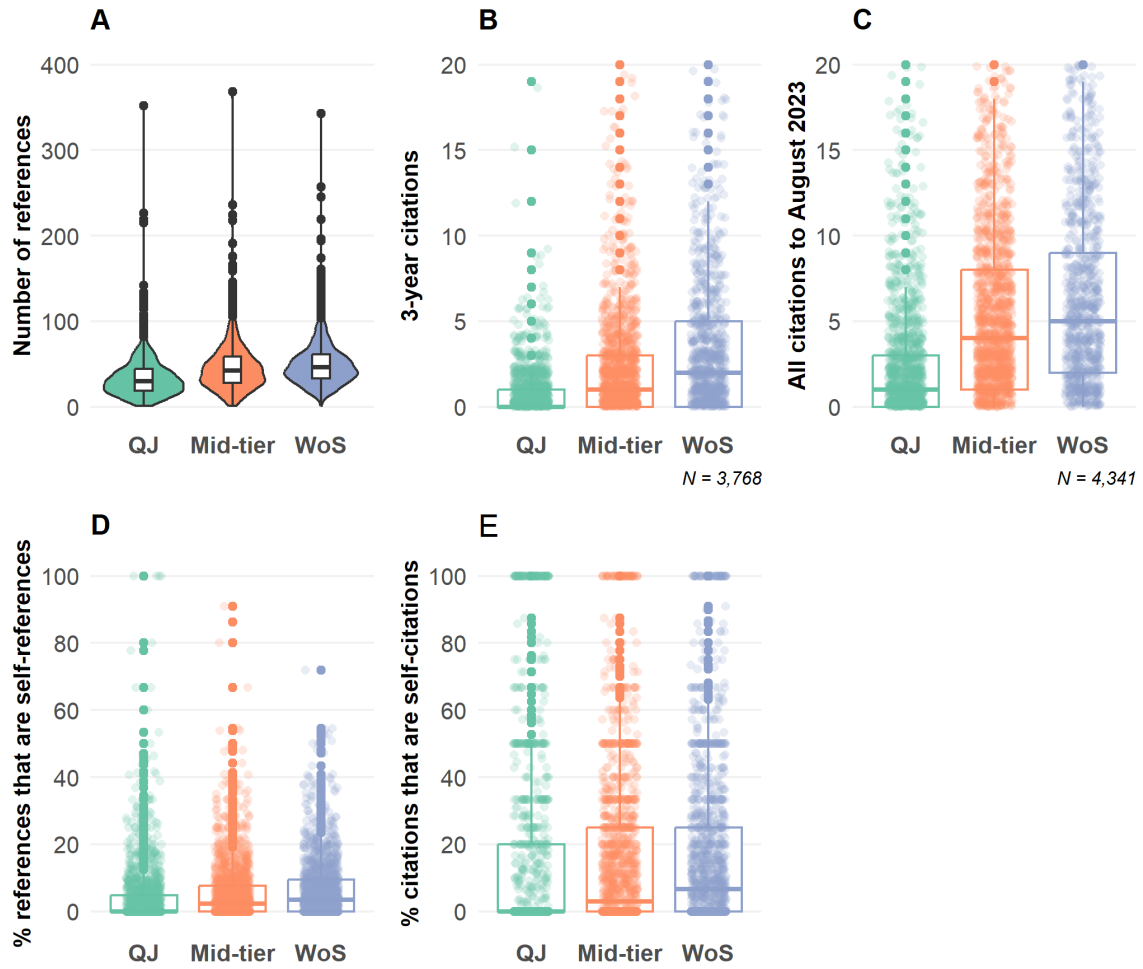 A
Number of references
400
300
200
100
0
QJ Mid-tier WoS
B
3-year citations
20
15
10
5
0
QJ Mid-tier WoS
N = 3,768
C
All citations to August 2023
20
15
10
5
0
QJ Mid-tier WoS
N = 4,341
D
% references that are self-references
100
80
60
40
20
0
QJ Mid-tier WoS
E
% citations that are self-citations
100
80
60
40
20
0
QJ Mid-tier WoS